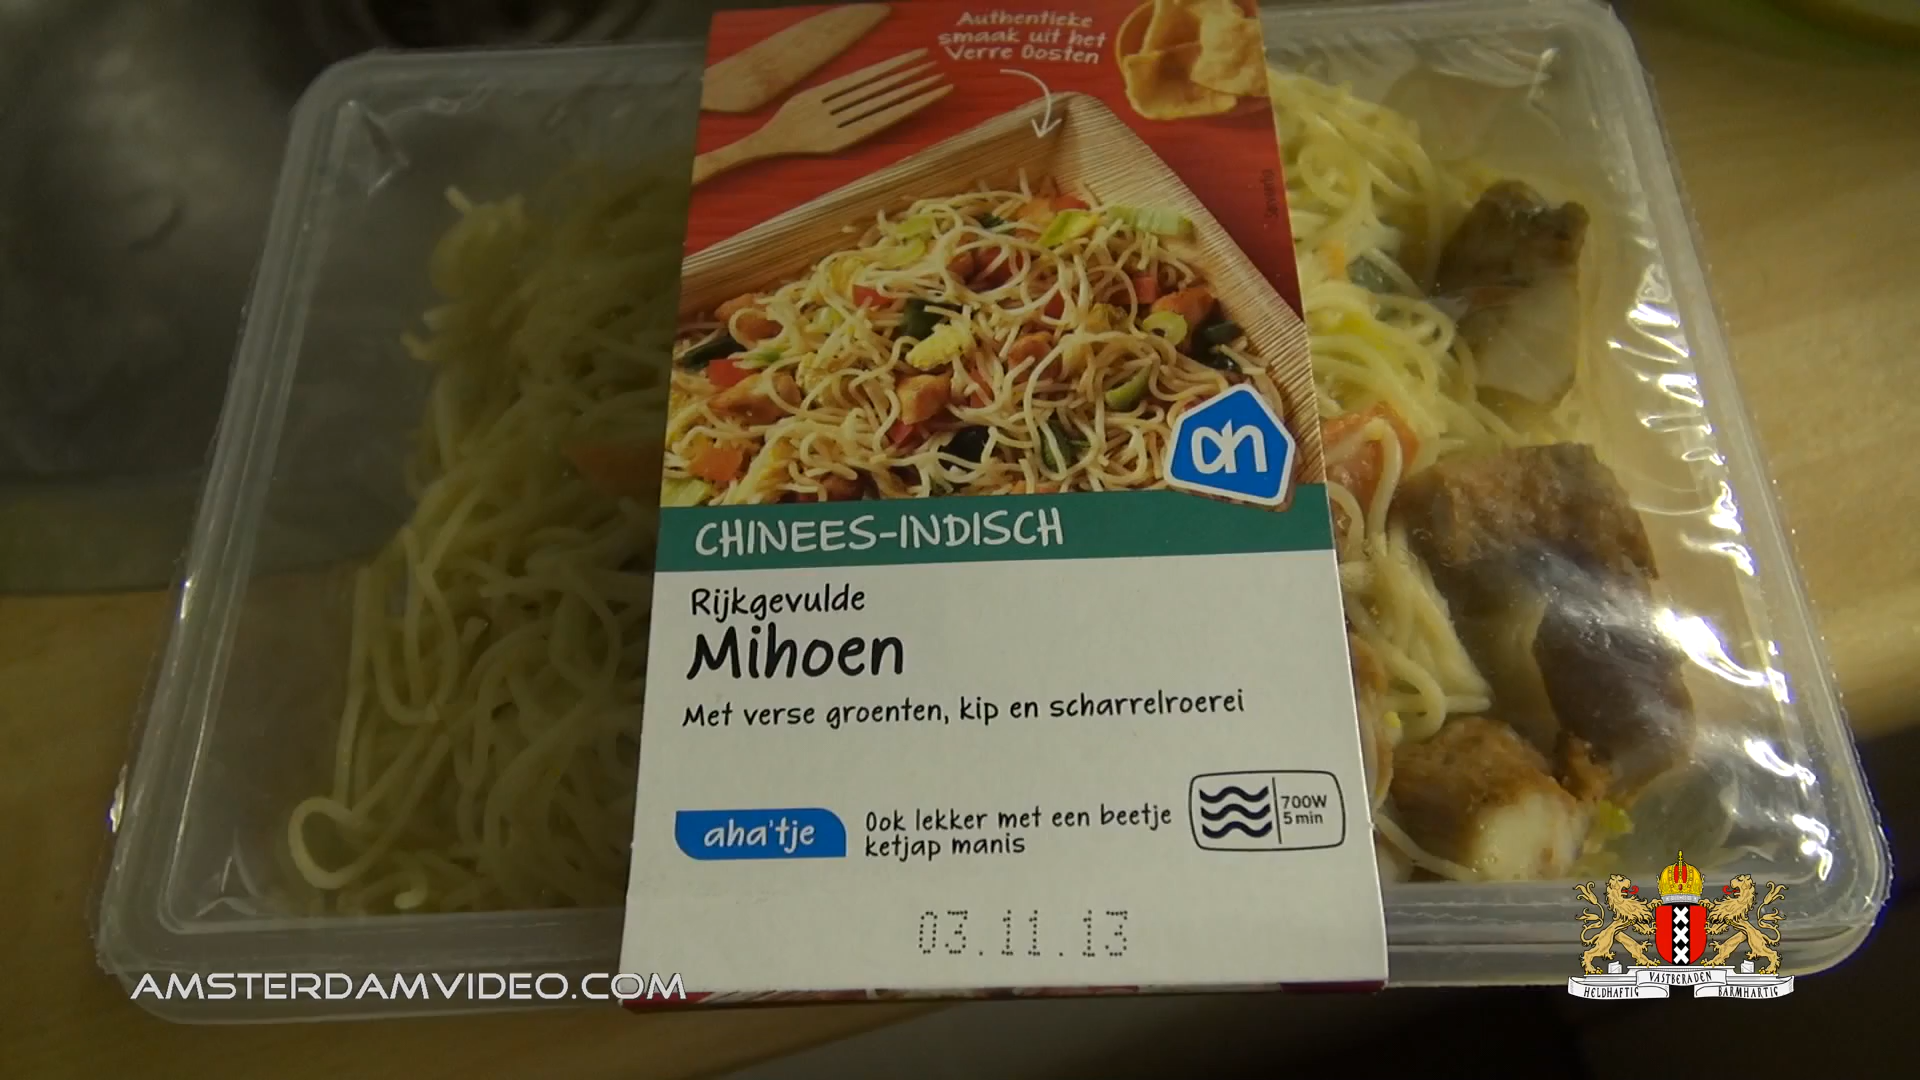 Authentieke
smaak uit het
Verre Oosten
ah
CHINEES-INDISCH
Rijkgevulde
Mihoen
Met verse groenten, kip en scharrelroerei
aha'tje
Ook lekker met een beetje
ketjap manis
700W
5 min
03.11.13
AMSTERDAMVIDEO.COM
HELDHAFTIG VASTBERADEN BARMHARTIG